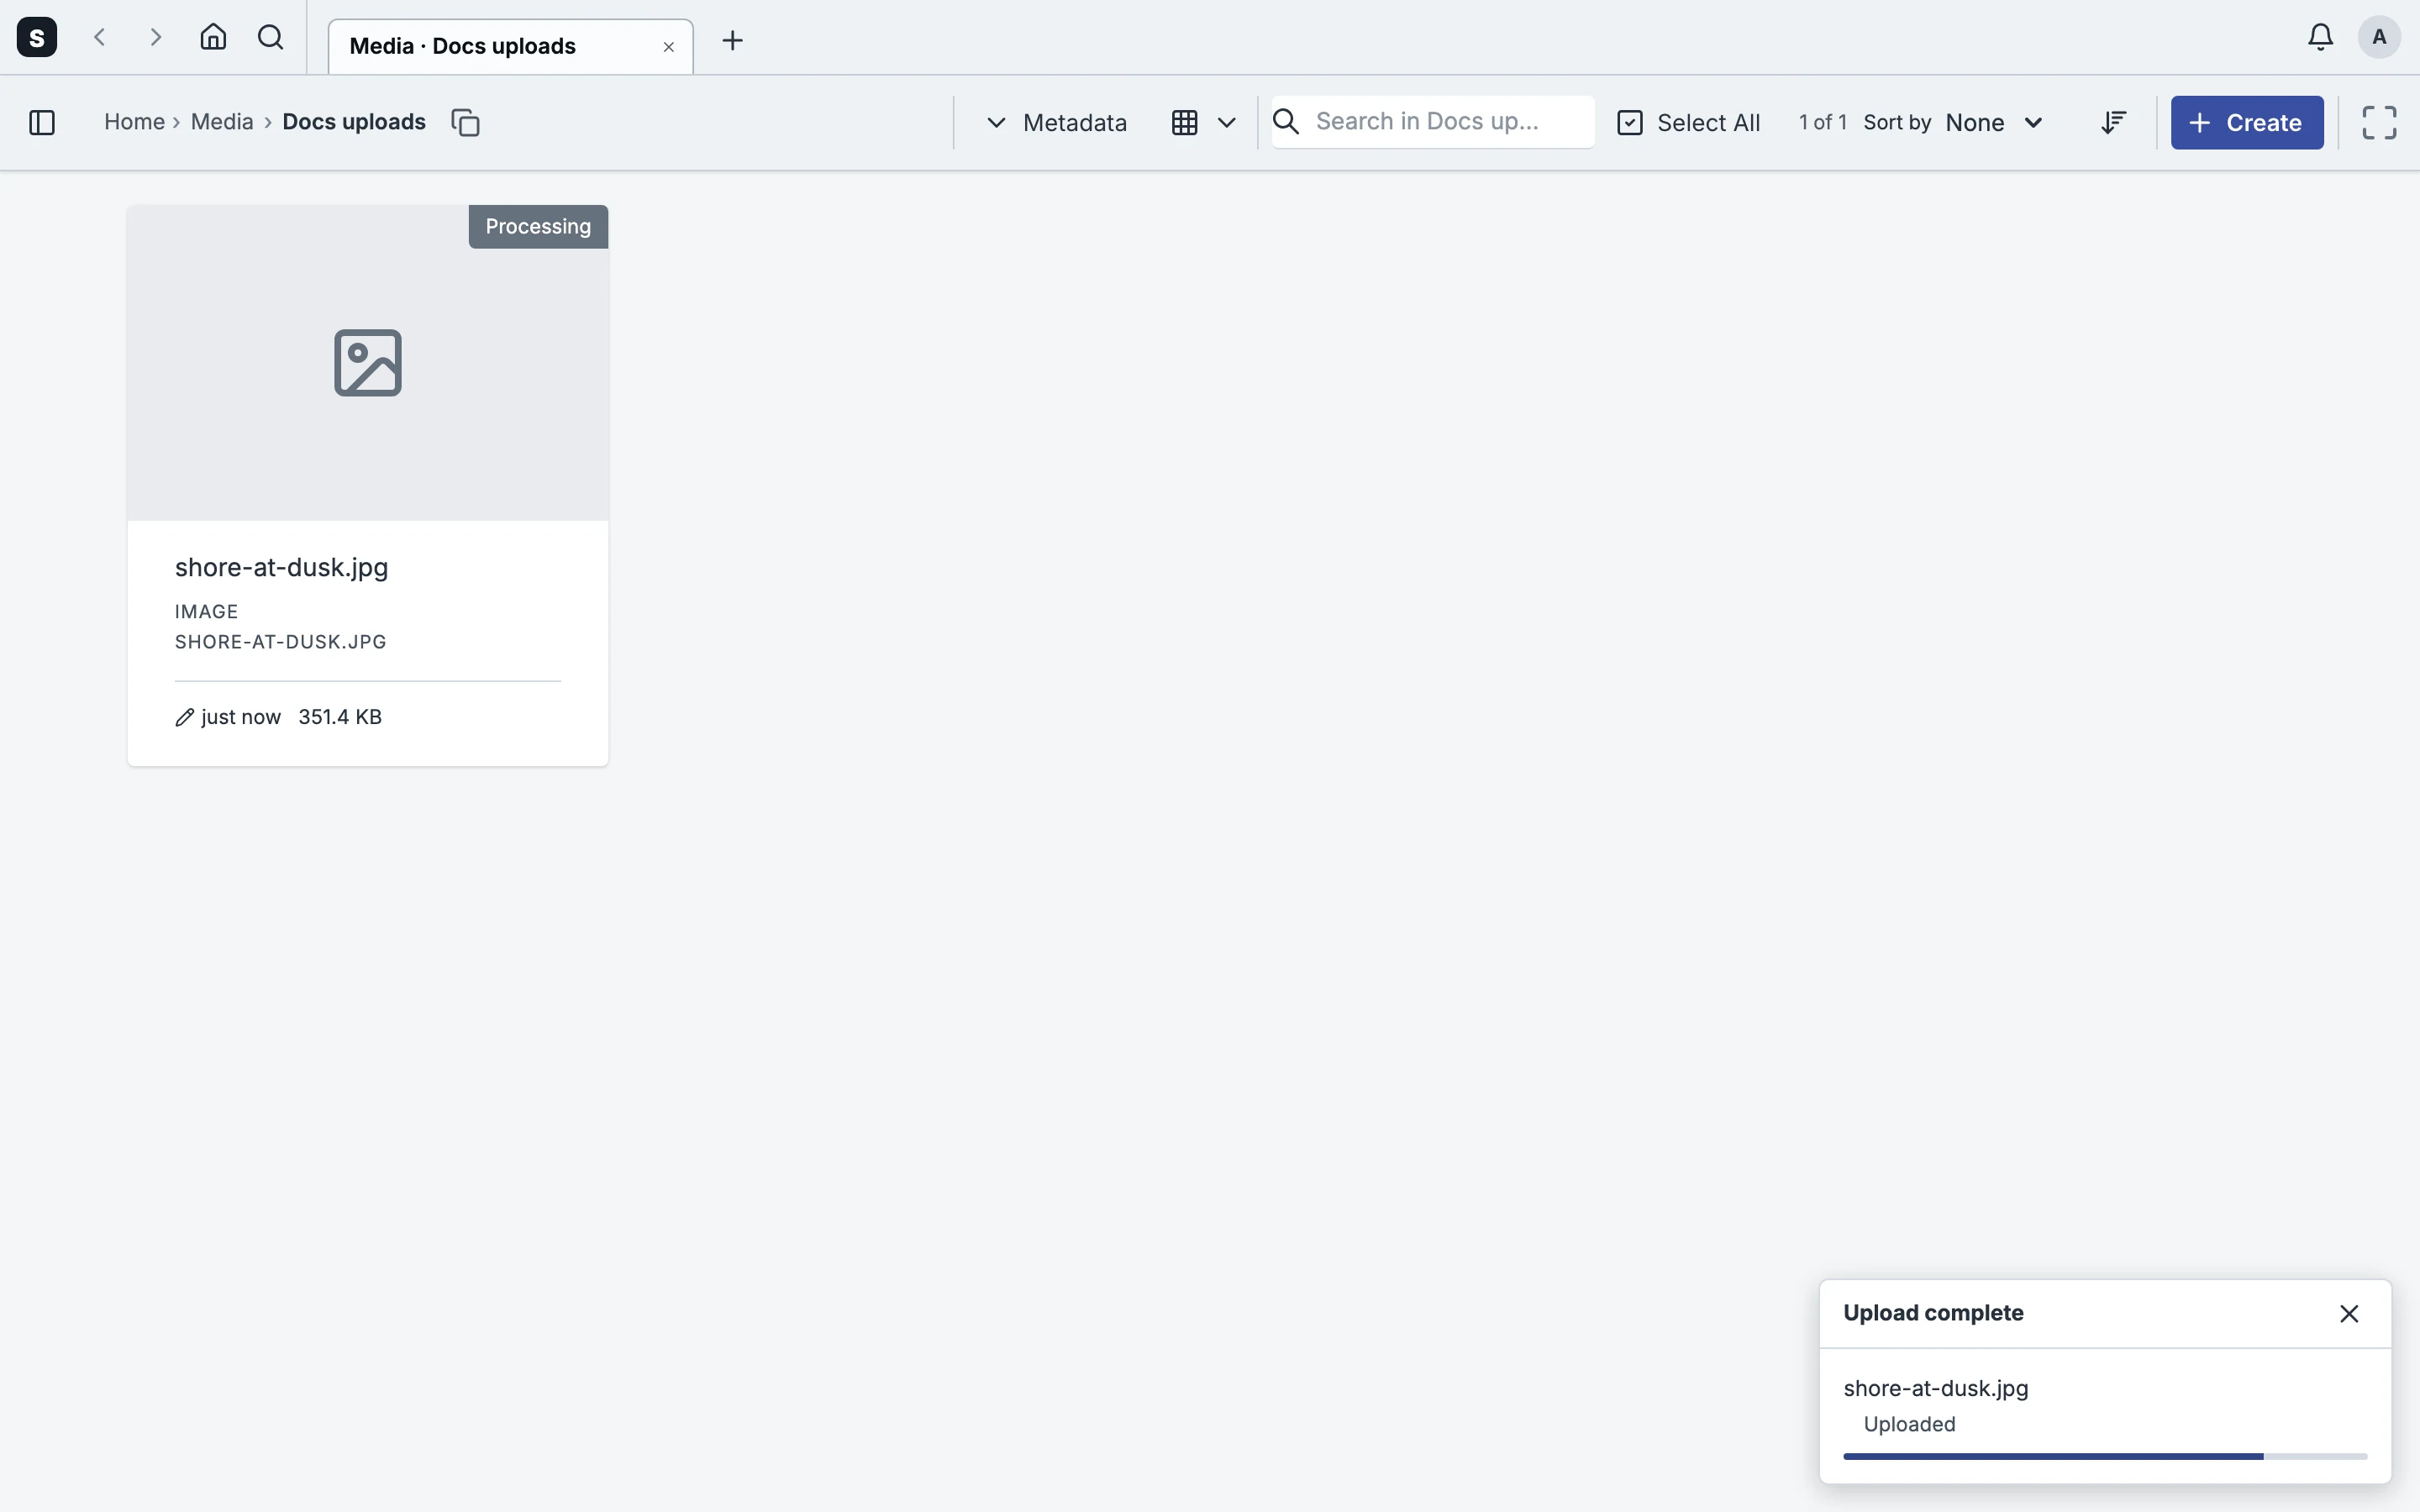 S
Media · Docs uploads
A
Home › Media › Docs uploads
Metadata
Search in Docs up...
Select All
1 of 1
Sort by None
Create
Processing
shore-at-dusk.jpg
IMAGE
SHORE-AT-DUSK.JPG
just now 351.4 KB
Upload complete
shore-at-dusk.jpg
Uploaded